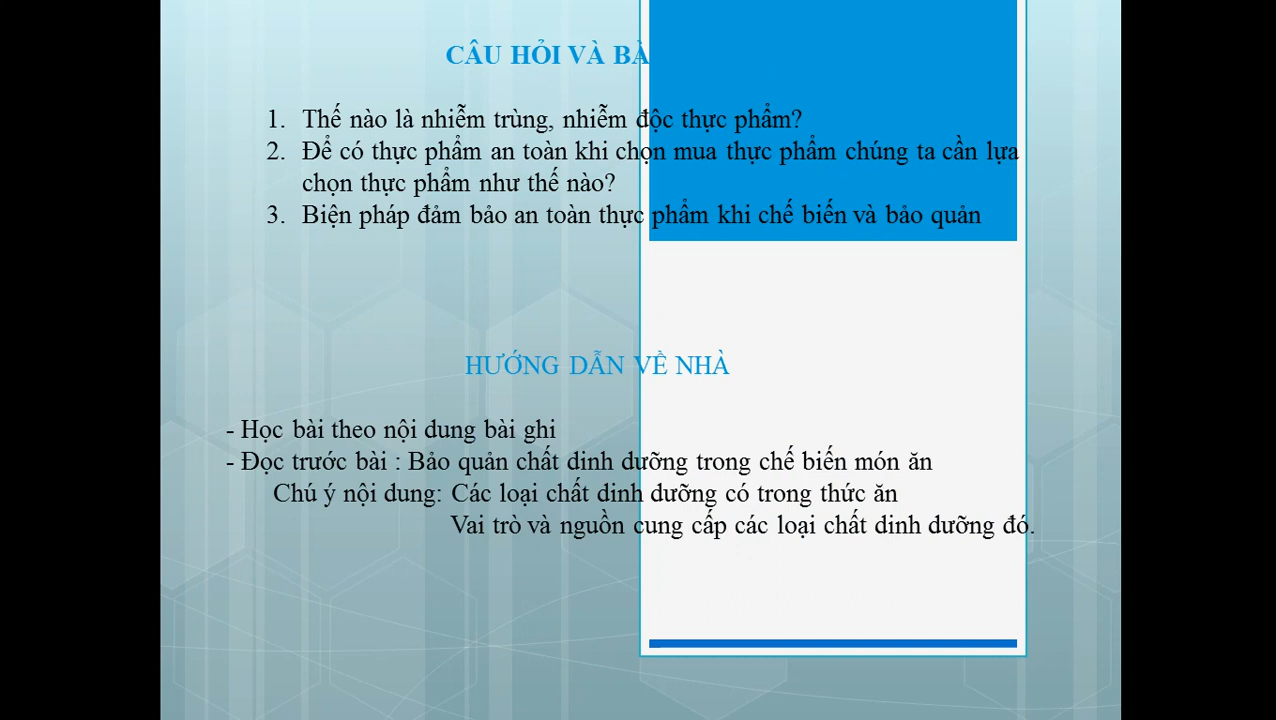 CÂU HỎI VÀ BÀ
1. Thế nào là nhiễm trùng, nhiễm độc thực phẩm?
2. Để có thực phẩm an toàn khi chọn mua thực phẩm chúng ta cần lựa
chọn thực phẩm như thế nào?
3. Biện pháp đảm bảo an toàn thực phẩm khi chế biến và bảo quản
HƯỚNG DẪN VỀ NHÀ
- Học bài theo nội dung bài ghi
- Đọc trước bài : Bảo quản chất dinh dưỡng trong chế biến món ăn
Chú ý nội dung: Các loại chất dinh dưỡng có trong thức ăn
Vai trò và nguồn cung cấp các loại chất dinh dưỡng đó.